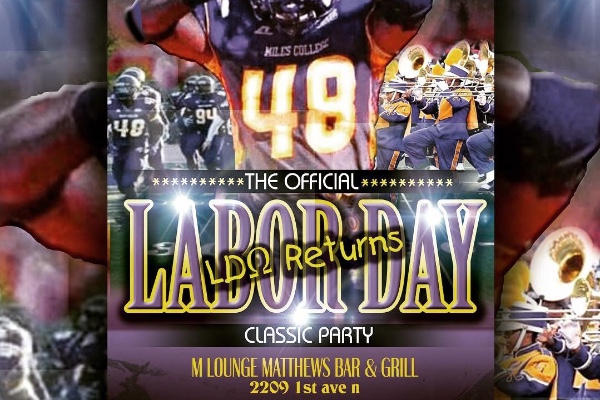 MILES COLLEGE
49
48
94
**********THE OFFICIAL**********
LABOR DAY
LDΩ Returns
CLASSIC PARTY
M LOUNGE MATTHEWS BAR & GRILL
2209 1st ave n